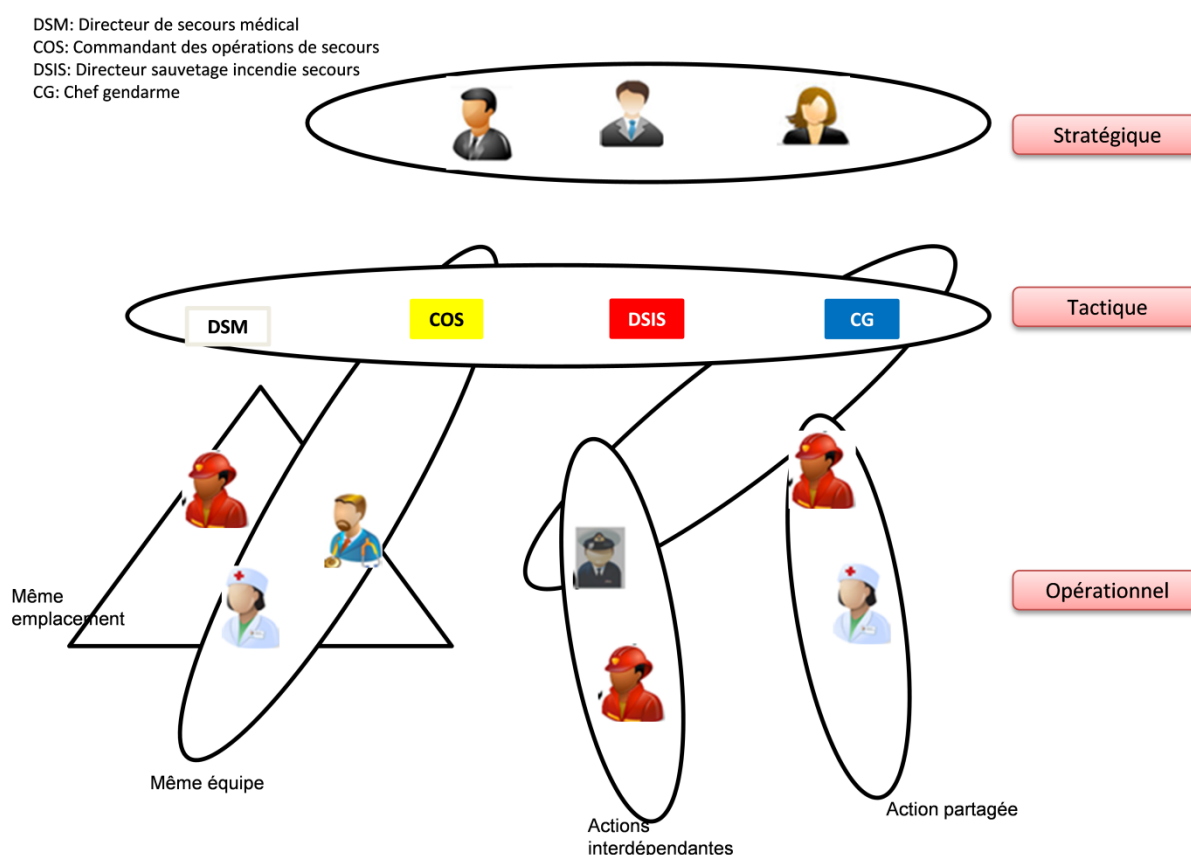 DSM: Directeur de secours médical
COS: Commandant des opérations de secours
DSIS: Directeur sauvetage incendie secours
CG: Chef gendarme
Stratégique
DSM
COS
DSIS
CG
Tactique
Même
emplacement
Opérationnel
Même équipe
Actions
interdépendantes
Action partagée